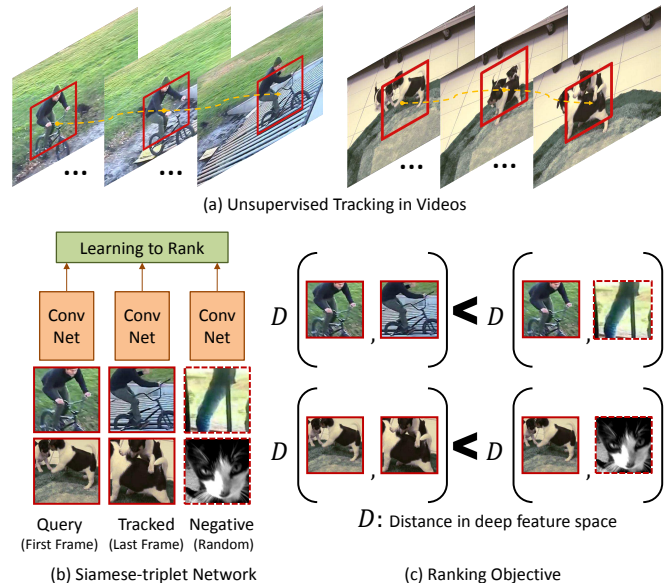 ... ... ... ...
(a) Unsupervised Tracking in Videos
Learning to Rank
Conv Net
Conv Net
Conv Net
Query (First Frame)
Tracked (Last Frame)
Negative (Random)
(b) Siamese-triplet Network
D ( , ) < D ( , )
D ( , ) < D ( , )
D: Distance in deep feature space
(c) Ranking Objective